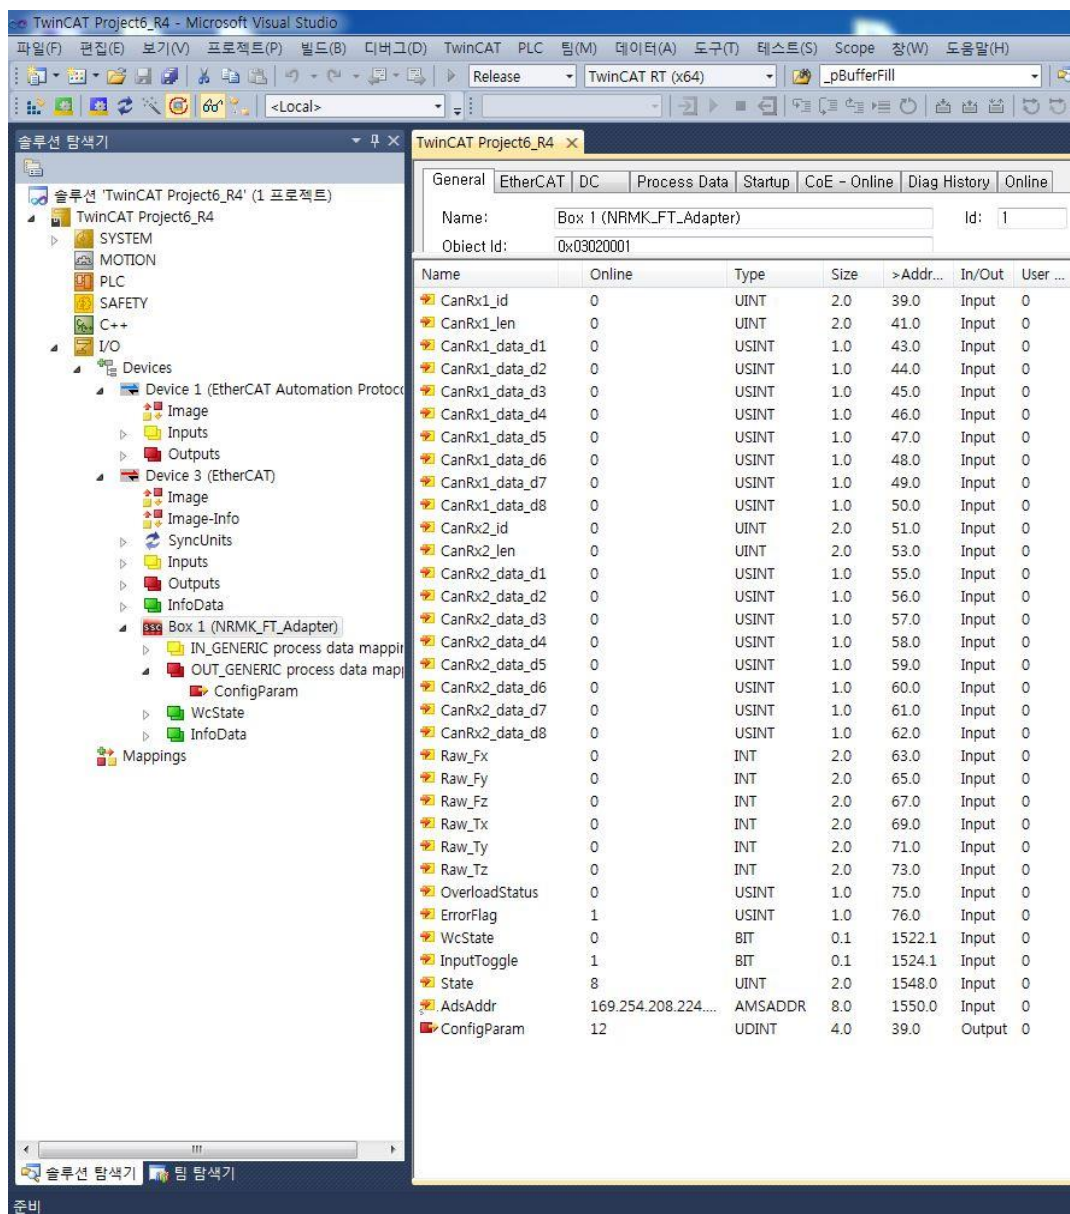 TwinCAT Project6_R4 - Microsoft Visual Studio
파일(F) 편집(E) 보기(V) 프로젝트(P) 빌드(B) 디버그(D) TwinCAT PLC 팀(M) 데이터(A) 도구(T) 테스트(S) Scope 창(W) 도움말(H)
Release TwinCAT RT (x64) _pBufferFill
<Local>
솔루션 탐색기
솔루션 'TwinCAT Project6_R4' (1 프로젝트)
TwinCAT Project6_R4
SYSTEM
MOTION
PLC
SAFETY
C++
I/O
Devices
Device 1 (EtherCAT Automation Protoco
Image
Inputs
Outputs
Device 3 (EtherCAT)
Image
Image-Info
SyncUnits
Inputs
Outputs
InfoData
Box 1 (NRMK_FT_Adapter)
IN_GENERIC process data mappin
OUT_GENERIC process data mapp
ConfigParam
WcState
InfoData
Mappings
솔루션 탐색기 팀 탐색기
준비
TwinCAT Project6_R4
General EtherCAT DC Process Data Startup CoE - Online Diag History Online
Name: Box 1 (NRMK_FT_Adapter) Id: 1
Object Id: 0x03020001
Name Online Type Size >Addr... In/Out User ...
CanRx1_id 0 UINT 2.0 39.0 Input 0
CanRx1_len 0 UINT 2.0 41.0 Input 0
CanRx1_data_d1 0 USINT 1.0 43.0 Input 0
CanRx1_data_d2 0 USINT 1.0 44.0 Input 0
CanRx1_data_d3 0 USINT 1.0 45.0 Input 0
CanRx1_data_d4 0 USINT 1.0 46.0 Input 0
CanRx1_data_d5 0 USINT 1.0 47.0 Input 0
CanRx1_data_d6 0 USINT 1.0 48.0 Input 0
CanRx1_data_d7 0 USINT 1.0 49.0 Input 0
CanRx1_data_d8 0 USINT 1.0 50.0 Input 0
CanRx2_id 0 UINT 2.0 51.0 Input 0
CanRx2_len 0 UINT 2.0 53.0 Input 0
CanRx2_data_d1 0 USINT 1.0 55.0 Input 0
CanRx2_data_d2 0 USINT 1.0 56.0 Input 0
CanRx2_data_d3 0 USINT 1.0 57.0 Input 0
CanRx2_data_d4 0 USINT 1.0 58.0 Input 0
CanRx2_data_d5 0 USINT 1.0 59.0 Input 0
CanRx2_data_d6 0 USINT 1.0 60.0 Input 0
CanRx2_data_d7 0 USINT 1.0 61.0 Input 0
CanRx2_data_d8 0 USINT 1.0 62.0 Input 0
Raw_Fx 0 INT 2.0 63.0 Input 0
Raw_Fy 0 INT 2.0 65.0 Input 0
Raw_Fz 0 INT 2.0 67.0 Input 0
Raw_Tx 0 INT 2.0 69.0 Input 0
Raw_Ty 0 INT 2.0 71.0 Input 0
Raw_Tz 0 INT 2.0 73.0 Input 0
OverloadStatus 0 USINT 1.0 75.0 Input 0
ErrorFlag 1 USINT 1.0 76.0 Input 0
WcState 0 BIT 0.1 1522.1 Input 0
InputToggle 1 BIT 0.1 1524.1 Input 0
State 8 UINT 2.0 1548.0 Input 0
AdsAddr 169.254.208.224.... AMSADDR 8.0 1550.0 Input 0
ConfigParam 12 UDINT 4.0 39.0 Output 0